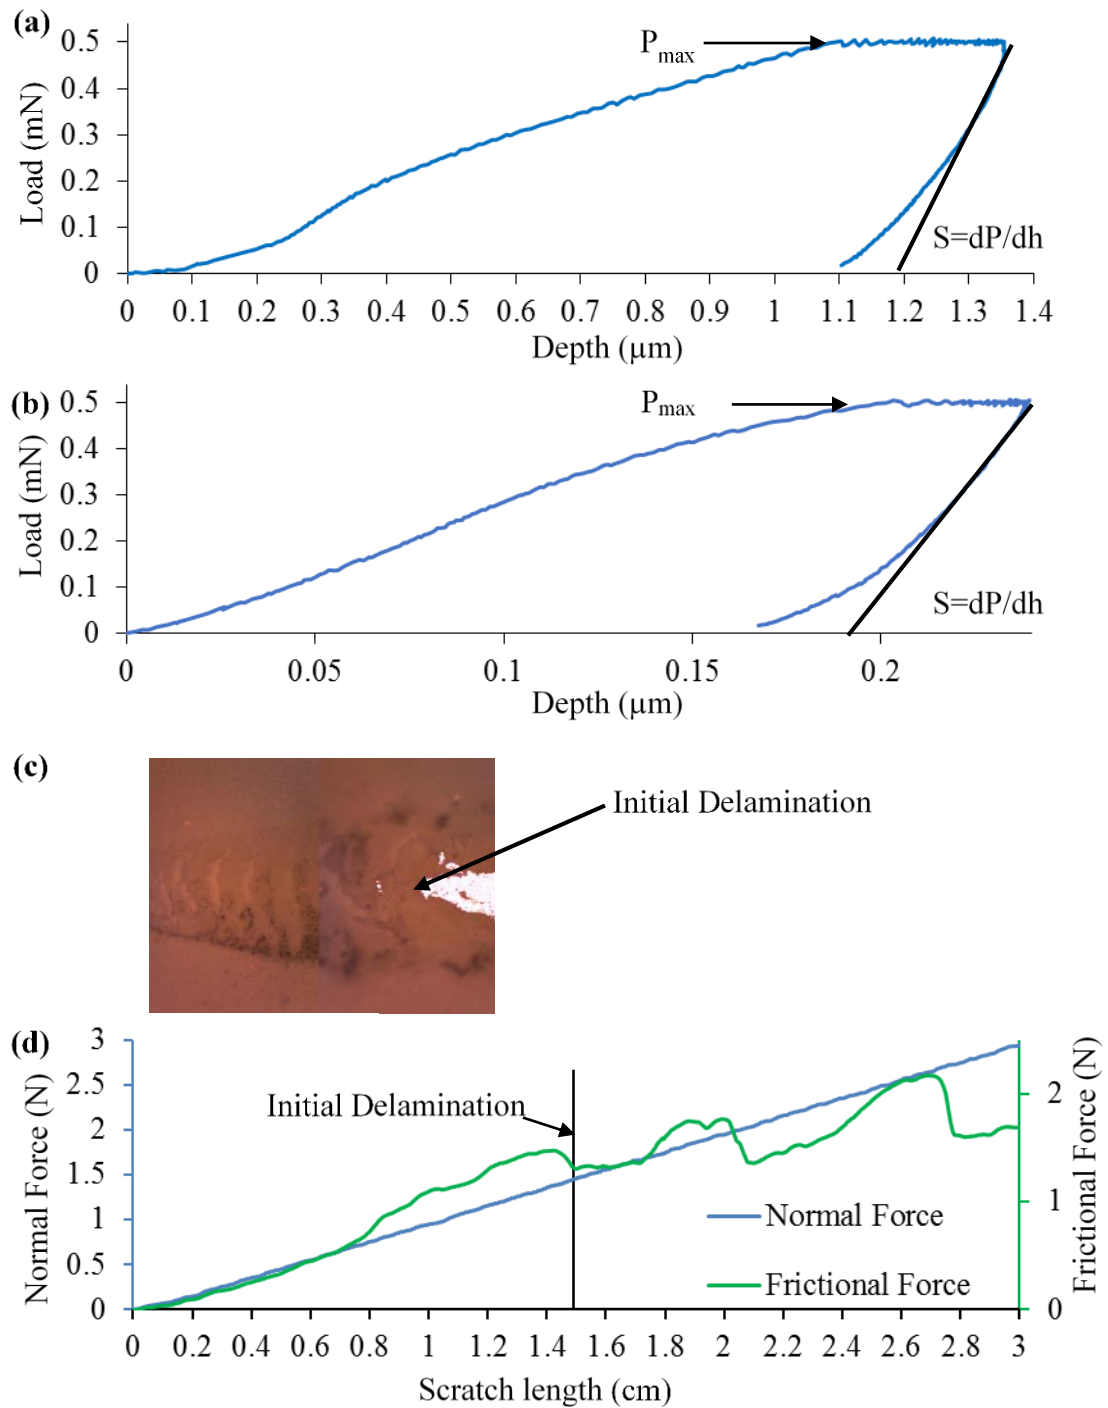 (a)
0.5
0.4
0.3
0.2
0.1
0
Load (mN)
Pmax
S=dP/dh
0 0.1 0.2 0.3 0.4 0.5 0.6 0.7 0.8 0.9 1 1.1 1.2 1.3 1.4
Depth (µm)
(b)
0.5
0.4
0.3
0.2
0.1
0
Load (mN)
Pmax
S=dP/dh
0 0.05 0.1 0.15 0.2
Depth (µm)
(c)
Initial Delamination
(d)
3
2.5
2
1.5
1
0.5
0
Normal Force (N)
Initial Delamination
Normal Force
Frictional Force
2
1
0
Frictional Force (N)
0 0.2 0.4 0.6 0.8 1 1.2 1.4 1.6 1.8 2 2.2 2.4 2.6 2.8 3
Scratch length (cm)